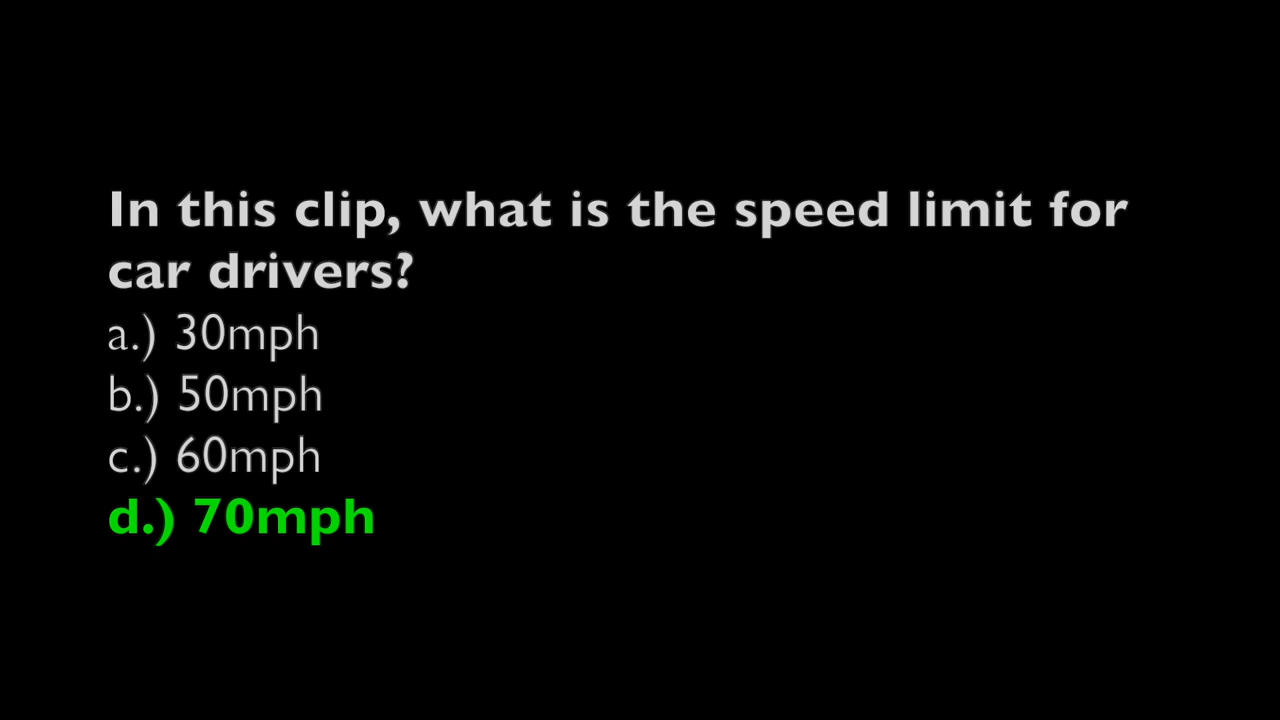 In this clip, what is the speed limit for
car drivers?
a.) 30mph
b.) 50mph
c.) 60mph
d.) 70mph